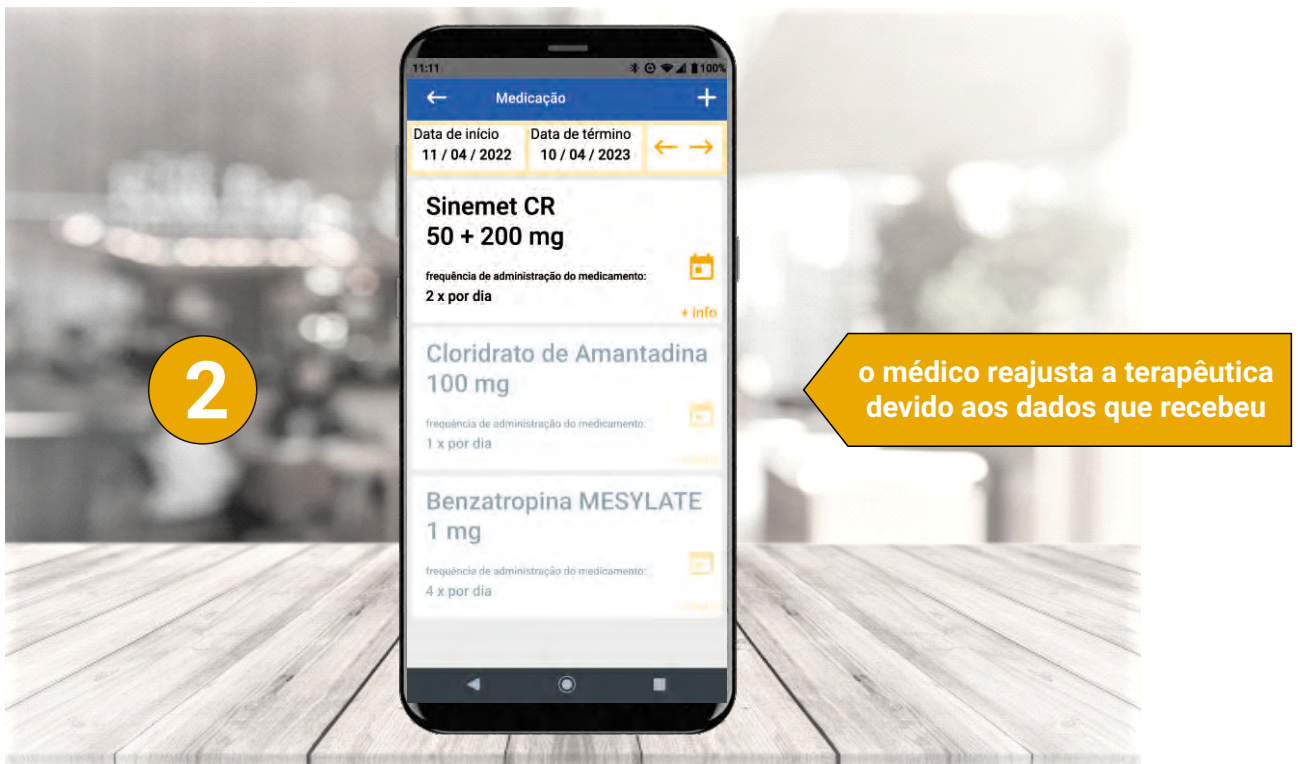 11:11
100%
Medicação
Data de início
11 / 04 / 2022
Data de término
10 / 04 / 2023
Sinemet CR
50 + 200 mg
frequência de administração do medicamento:
2 x por dia
+ info
Cloridrato de Amantadina
100 mg
frequência de administração do medicamento:
1 x por dia
Benzatropina MESYLATE
1 mg
frequência de administração do medicamento:
4 x por dia
2
o médico reajusta a terapêutica
devido aos dados que recebeu